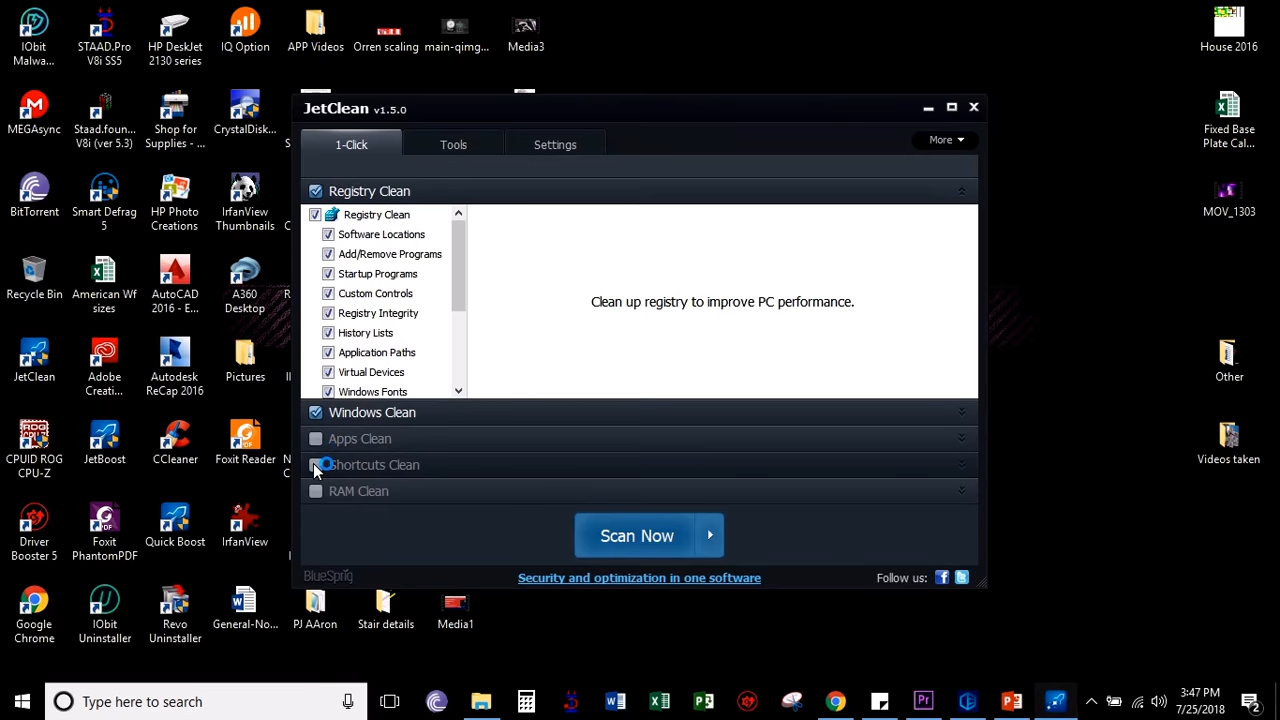 IObit
Malwa...
STAAD.Pro
V8i SS5
HP DeskJet
2130 series
IQ Option
APP Videos
Orren scaling
main-qimg...
Media3
House 2016
MEGAsync
Staad.foun...
V8i (ver 5.3)
Shop for
Supplies - ...
CrystalDisk...
Fixed Base
Plate Cal...
BitTorrent
Smart Defrag
5
HP Photo
Creations
IrfanView
Thumbnails
MOV_1303
Recycle Bin
American Wf
sizes
AutoCAD
2016 - E...
A360
Desktop
JetClean
Adobe
Creati...
Autodesk
ReCap 2016
Pictures
Other
CPUID ROG
CPU-Z
JetBoost
CCleaner
Foxit Reader
Videos taken
Driver
Booster 5
Foxit
PhantomPDF
Quick Boost
IrfanView
Google
Chrome
IObit
Uninstaller
Revo
Uninstaller
General-No...
PJ AAron
Stair details
Media1
JetClean v1.5.0
1-Click
Tools
Settings
More
Registry Clean
Registry Clean
Software Locations
Add/Remove Programs
Startup Programs
Custom Controls
Registry Integrity
History Lists
Application Paths
Virtual Devices
Windows Fonts
Clean up registry to improve PC performance.
Windows Clean
Apps Clean
Shortcuts Clean
RAM Clean
Scan Now
BlueSprig
Security and optimization in one software
Follow us:
Type here to search
3:47 PM
7/25/2018
2